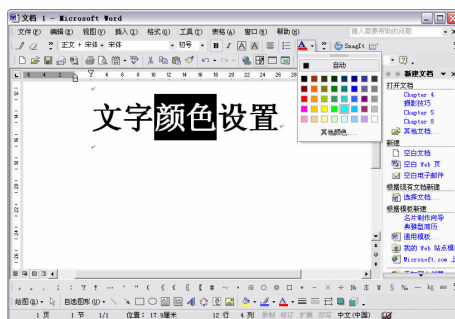 文档 1 - Microsoft Word
文件(F) 编辑(E) 视图(V) 插入(I) 格式(O) 工具(T) 表格(A) 窗口(W) 帮助(H) 键入需要帮助的问题
正文 + 宋体 宋体 初号 B I A A SnagIt
自动
其他颜色...
文字颜色设置
新建文档
打开文档
Chapter 4
摄影技巧
Chapter 5
Chapter 8
其他文档...
新建
空白文档
空白 Web 页
空白电子邮件
根据现有文档新建
选择文档...
根据模板新建
名片制作向导
典雅型简历
通用模板...
我的 Web 站点模
Microsoft.com 上
绘图(R) 自选图形(U)
1 页 1 节 1/1 位置: 17.9厘米 12 行 4 列 录制 修订 扩展 改写 中文(中国)